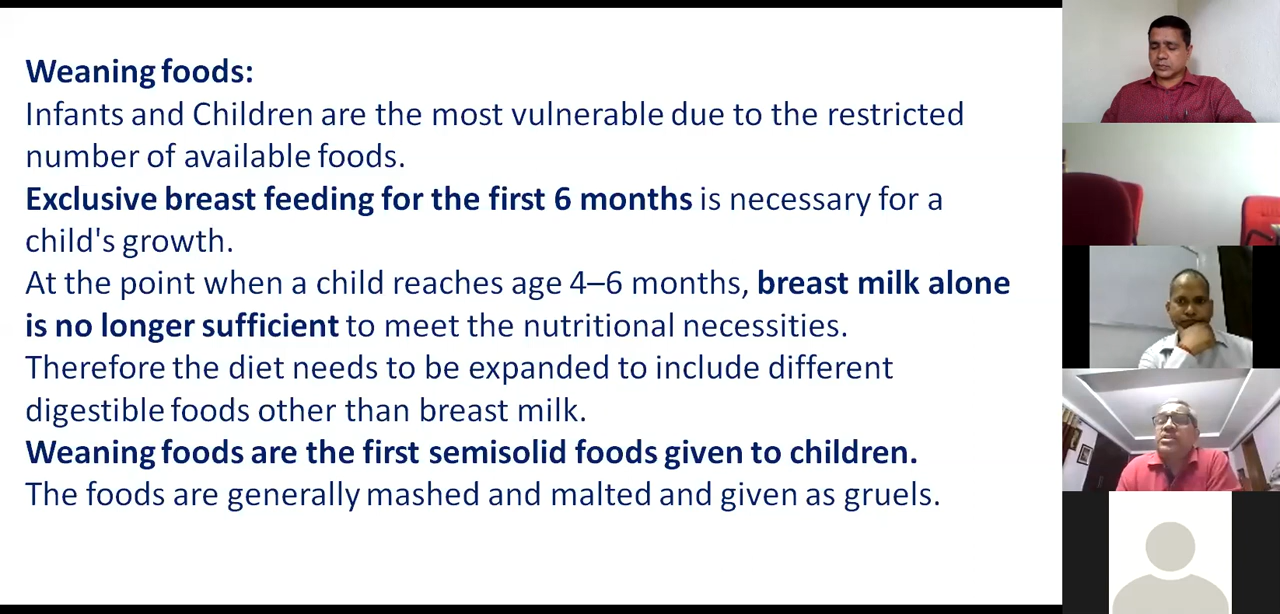 Weaning foods:
Infants and Children are the most vulnerable due to the restricted
number of available foods.
Exclusive breast feeding for the first 6 months is necessary for a
child's growth.
At the point when a child reaches age 4–6 months, breast milk alone
is no longer sufficient to meet the nutritional necessities.
Therefore the diet needs to be expanded to include different
digestible foods other than breast milk.
Weaning foods are the first semisolid foods given to children.
The foods are generally mashed and malted and given as gruels.